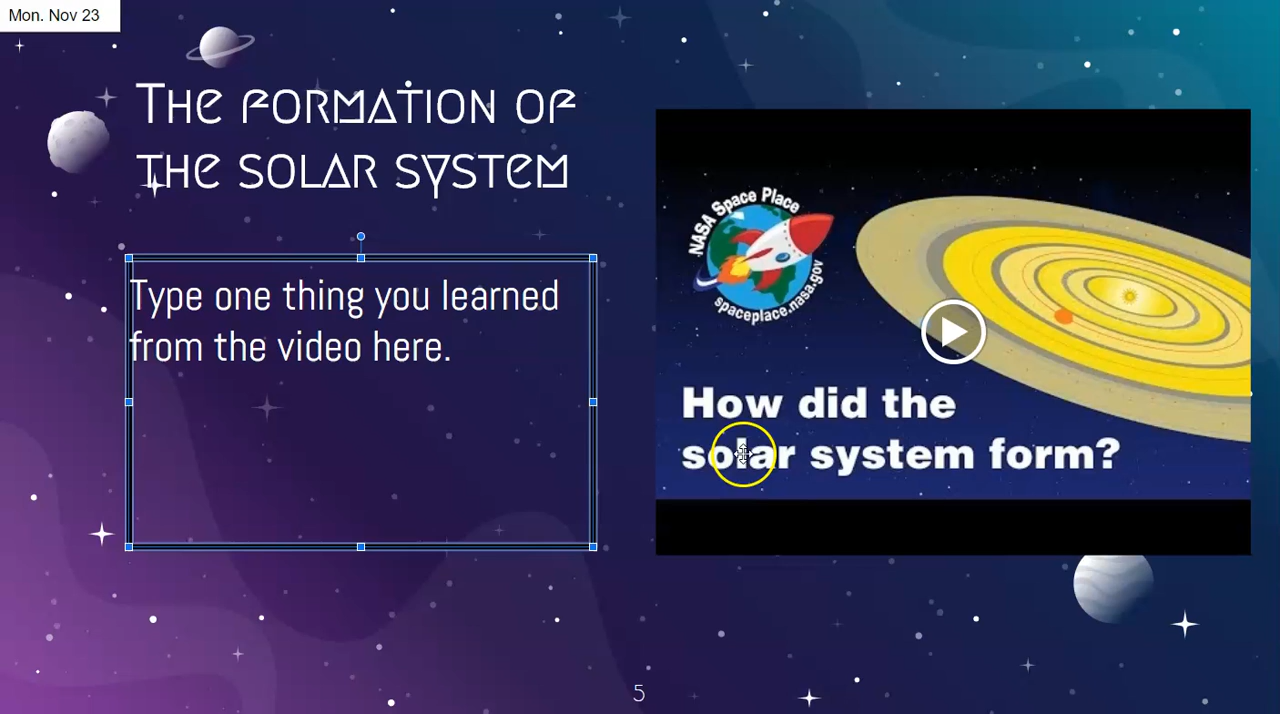 Mon. Nov 23
The formation of
the solar system
Type one thing you learned
from the video here.
NASA Space Place
spaceplace.nasa.gov
How did the
solar system form?
5